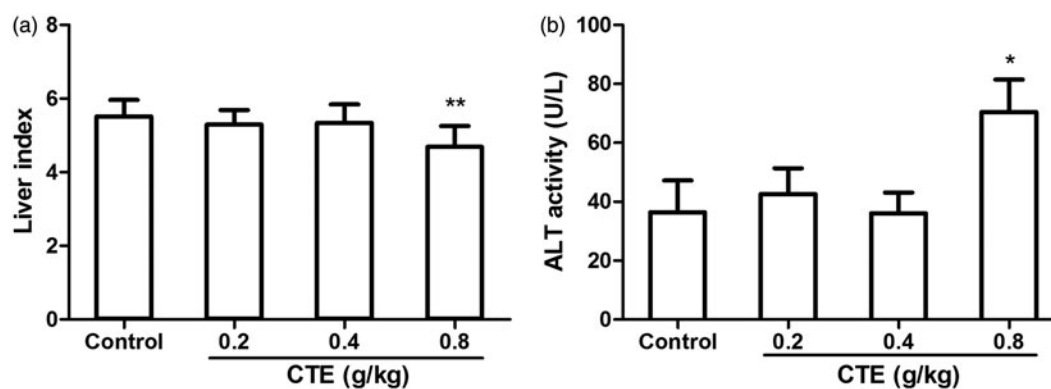 (a)
8
6
4
2
0
Liver index
**
Control 0.2 0.4 0.8
CTE (g/kg)
(b)
100
80
60
40
20
0
ALT activity (U/L)
*
Control 0.2 0.4 0.8
CTE (g/kg)